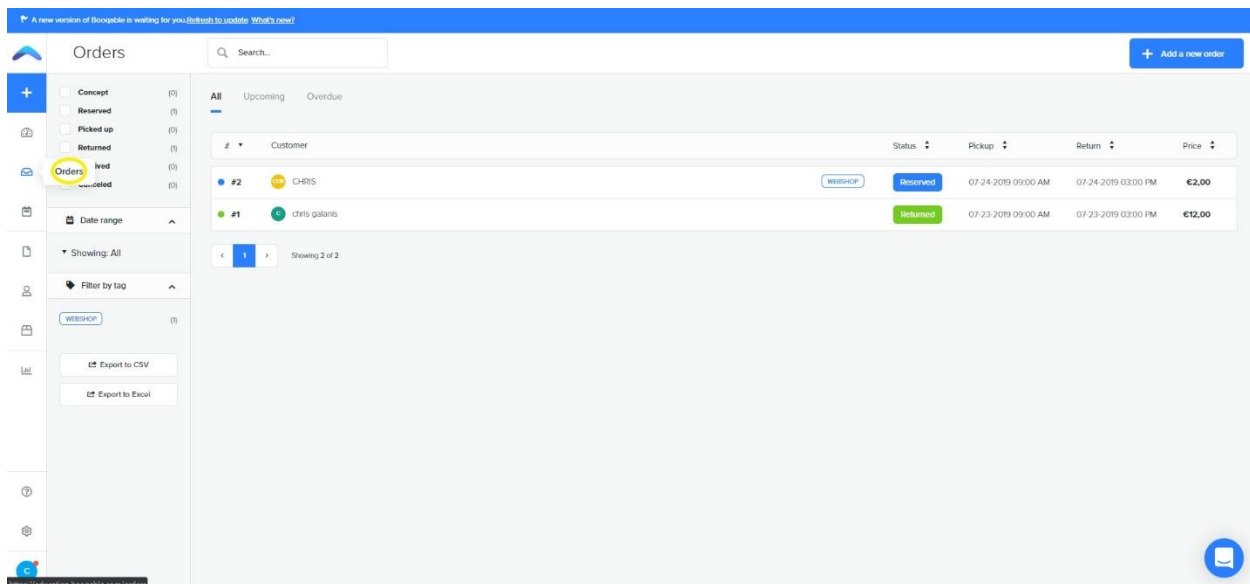 A new version of Booqable is waiting for you. Refresh to update What's new?
Orders
Search...
+ Add a new order
Concept (0)
Reserved (1)
Picked up (0)
Returned (1)
Orders (0)
(0)
Date range
Showing: All
Filter by tag
WEBSHOP (1)
Export to CSV
Export to Excel
All Upcoming Overdue
# Customer Status Pickup Return Price
#2 CHRIS WEBSHOP Reserved 07-24-2019 09:00 AM 07-24-2019 03:00 PM €2,00
#1 C chris galanis Returned 07-23-2019 09:00 AM 07-23-2019 03:00 PM €12,00
1 Showing 2 of 2
C